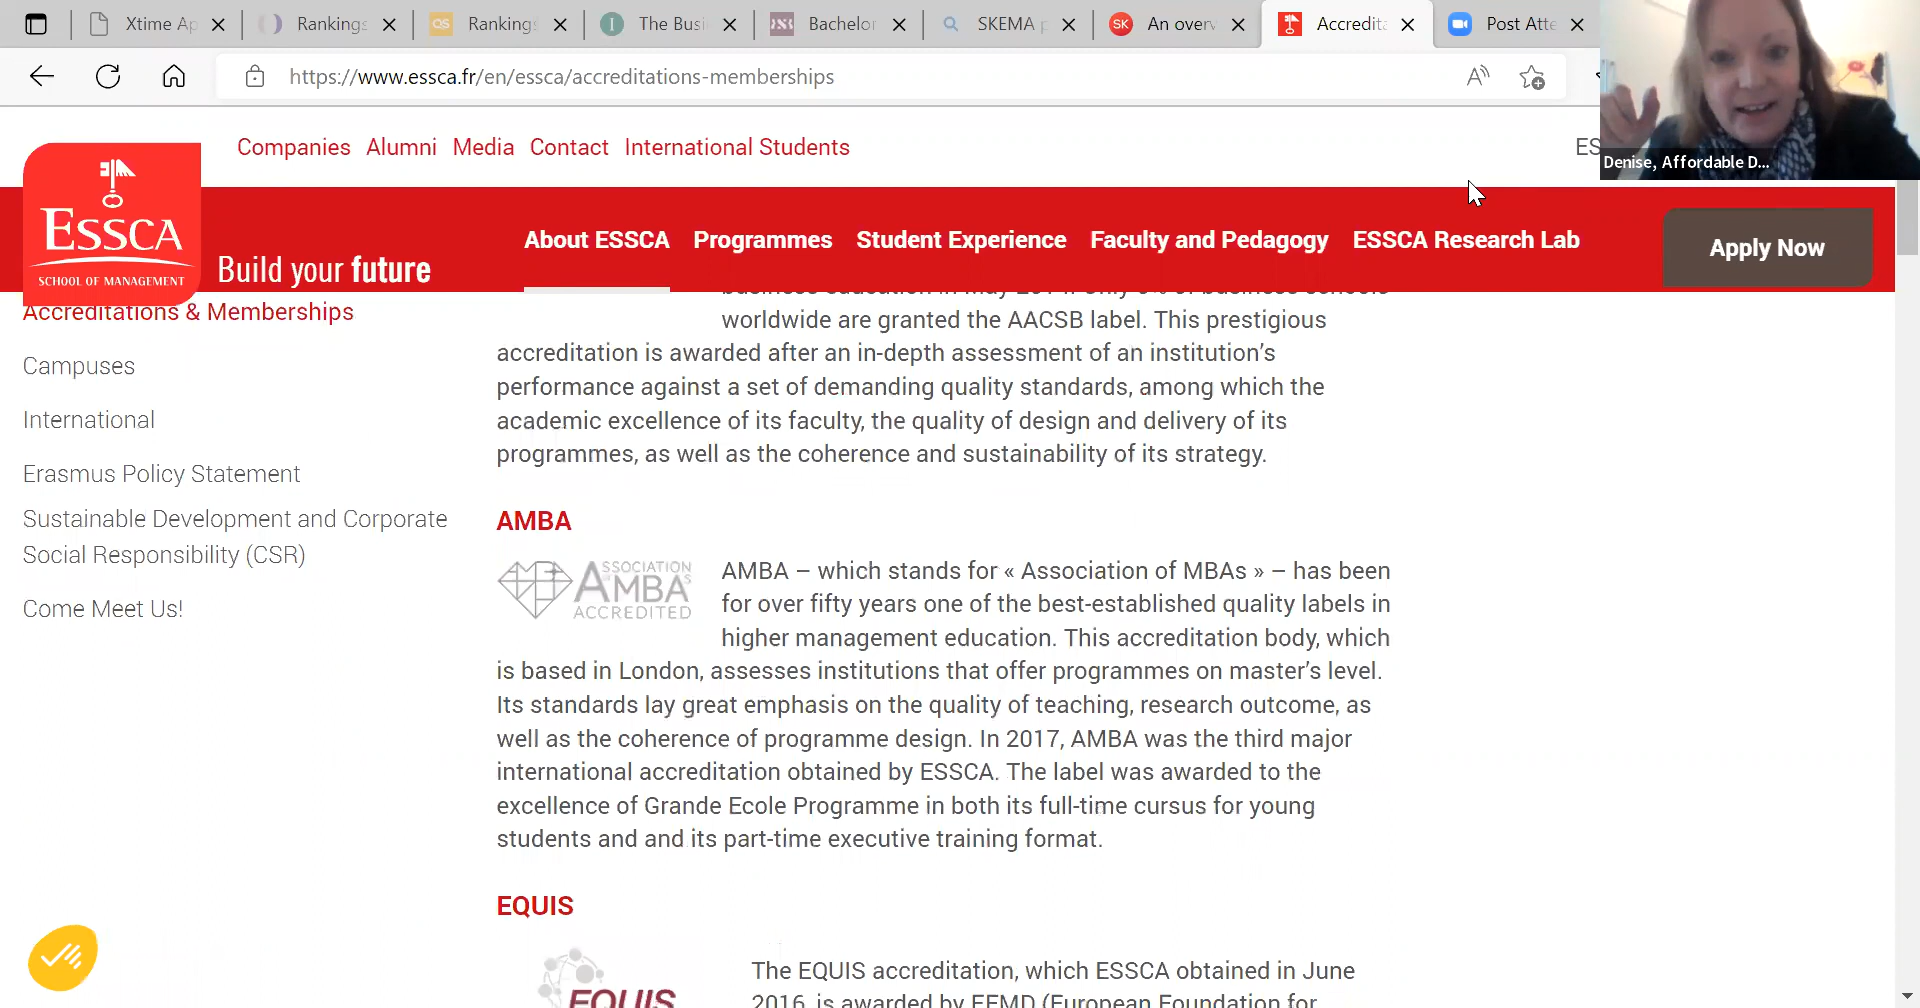 Xtime Ap
Rankings
Rankings
The Busi
Bachelor
SKEMA p
An overv
Accredita
Post Atte
https://www.essca.fr/en/essca/accreditations-memberships
Denise, Affordable D...
Companies Alumni Media Contact International Students
ES
ESSCA
SCHOOL OF MANAGEMENT
Build your future
About ESSCA Programmes Student Experience Faculty and Pedagogy ESSCA Research Lab
Apply Now
Accreditations & Memberships
Campuses
International
Erasmus Policy Statement
Sustainable Development and Corporate
Social Responsibility (CSR)
Come Meet Us!
worldwide are granted the AACSB label. This prestigious
accreditation is awarded after an in-depth assessment of an institution’s
performance against a set of demanding quality standards, among which the
academic excellence of its faculty, the quality of design and delivery of its
programmes, as well as the coherence and sustainability of its strategy.
AMBA
ASSOCIATION
AMBAs
ACCREDITED
AMBA – which stands for « Association of MBAs » – has been
for over fifty years one of the best-established quality labels in
higher management education. This accreditation body, which
is based in London, assesses institutions that offer programmes on master’s level.
Its standards lay great emphasis on the quality of teaching, research outcome, as
well as the coherence of programme design. In 2017, AMBA was the third major
international accreditation obtained by ESSCA. The label was awarded to the
excellence of Grande Ecole Programme in both its full-time cursus for young
students and and its part-time executive training format.
EQUIS
EQUIS
The EQUIS accreditation, which ESSCA obtained in June
2016, is awarded by EFMD (European Foundation for